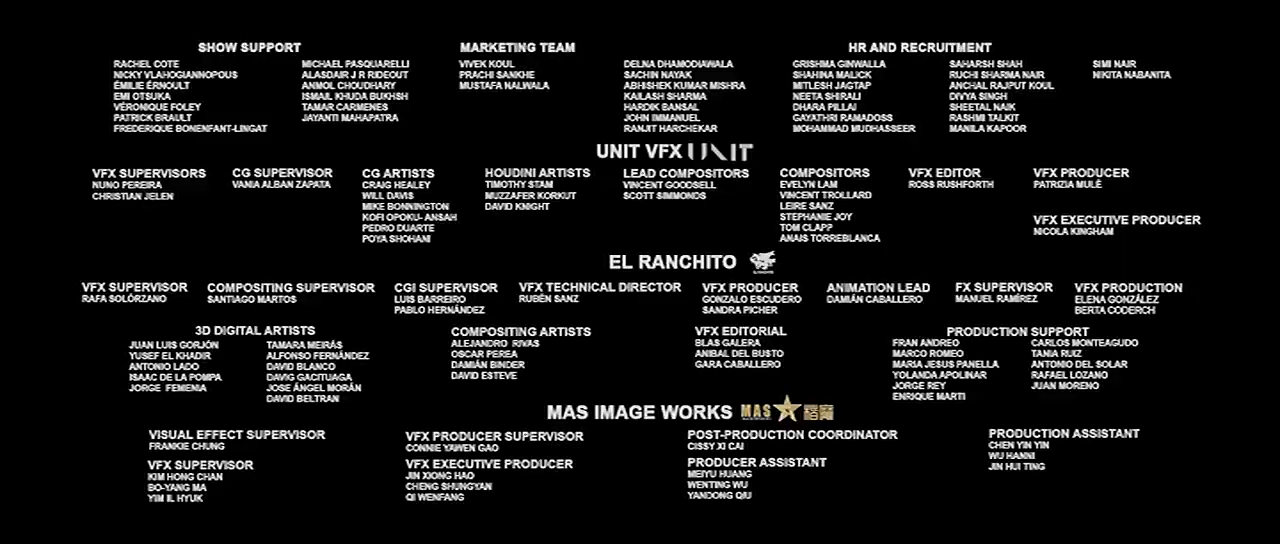 SHOW SUPPORT
RACHEL COTE
NICKY VLAHOGIANNOPOUS
ÉMILIE ÉRNOULT
EMI OTSUKA
VÉRONIQUE FOLEY
PATRICK BRAULT
FREDERIQUE BONENFANT-LINGAT
MICHAEL PASQUARELLI
ALASDAIR J R RIDEOUT
ANMOL CHOUDHARY
ISMAIL KHUDA BUKHSH
TAMAR CARMENES
JAYANTI MAHAPATRA
MARKETING TEAM
VIVEK KOUL
PRACHI SANKHE
MUSTAFA NALWALA
HR AND RECRUITMENT
DELNA DHAMODIAWALA
SACHIN NAYAK
ABHISHEK KUMAR MISHRA
KAILASH SHARMA
HARDIK BANSAL
JOHN IMMANUEL
RANJIT HARCHEKAR
GRISHMA GINWALLA
SHAHINA MALICK
MITLESH JAGTAP
NEETA SHIRALI
DHARA PILLAI
GAYATHRI RAMADOSS
MOHAMMAD MUDHASSEER
SAHARSH SHAH
RUCHI SHARMA NAIR
ANCHAL RAJPUT KOUL
DIVYA SINGH
SHEETAL NAIK
RASHMI TALKIT
MANILA KAPOOR
SIMI NAIR
NIKITA NABANITA
UNIT VFX UNIT
VFX SUPERVISORS
NUNO PEREIRA
CHRISTIAN JELEN
CG SUPERVISOR
VANIA ALBAN ZAPATA
CG ARTISTS
CRAIG HEALEY
WILL DAVIS
MIKE BONNINGTON
KOFI OPOKU- ANSAH
PEDRO DUARTE
POYA SHOHANI
HOUDINI ARTISTS
TIMOTHY STAM
MUZZAFER KORKUT
DAVID KNIGHT
LEAD COMPOSITORS
VINCENT GOODSELL
SCOTT SIMMONDS
COMPOSITORS
EVELYN LAM
VINCENT TROLLARD
LEIRE SANZ
STEPHANIE JOY
TOM CLAPP
ANAIS TORREBLANCA
VFX EDITOR
ROSS RUSHFORTH
VFX PRODUCER
PATRIZIA MULÈ
VFX EXECUTIVE PRODUCER
NICOLA KINGHAM
EL RANCHITO
VFX SUPERVISOR
RAFA SOLÓRZANO
COMPOSITING SUPERVISOR
SANTIAGO MARTOS
CGI SUPERVISOR
LUIS BARREIRO
PABLO HERNÁNDEZ
VFX TECHNICAL DIRECTOR
RUBÉN SANZ
VFX PRODUCER
GONZALO ESCUDERO
SANDRA PICHER
ANIMATION LEAD
DAMIÁN CABALLERO
FX SUPERVISOR
MANUEL RAMÍREZ
VFX PRODUCTION
ELENA GONZÁLEZ
BERTA CODERCH
3D DIGITAL ARTISTS
JUAN LUIS GORJÓN
YUSEF EL KHADIR
ANTONIO LADO
ISAAC DE LA POMPA
JORGE FEMENIA
TAMARA MEIRÁS
ALFONSO FERNÁNDEZ
DAVID BLANCO
DAVIG GACITUAGA
JOSE ÁNGEL MORÁN
DAVID BELTRAN
COMPOSITING ARTISTS
ALEJANDRO RIVAS
OSCAR PEREA
DAMIÁN BINDER
DAVID ESTEVE
VFX EDITORIAL
BLAS GALERA
ANIBAL DEL BUSTO
GARA CABALLERO
PRODUCTION SUPPORT
FRAN ANDREO
MARCO ROMEO
MARIA JESUS PANELLA
YOLANDA APOLINAR
JORGE REY
ENRIQUE MARTI
CARLOS MONTEAGUDO
TANIA RUIZ
ANTONIO DEL SOLAR
RAFAEL LOZANO
JUAN MORENO
MAS IMAGE WORKS MAS
VISUAL EFFECT SUPERVISOR
FRANKIE CHUNG
VFX SUPERVISOR
KIM HONG CHAN
BO-YANG MA
YIM IL HYUK
VFX PRODUCER SUPERVISOR
CONNIE YAWEN GAO
VFX EXECUTIVE PRODUCER
JIN XIONG HAO
CHENG SHUNGYAN
QI WENFANG
POST-PRODUCTION COORDINATOR
CISSY XI CAI
PRODUCER ASSISTANT
MEIYU HUANG
WENTING WU
YANDONG QIU
PRODUCTION ASSISTANT
CHEN YIN YIN
WU HANNI
JIN HUI TING